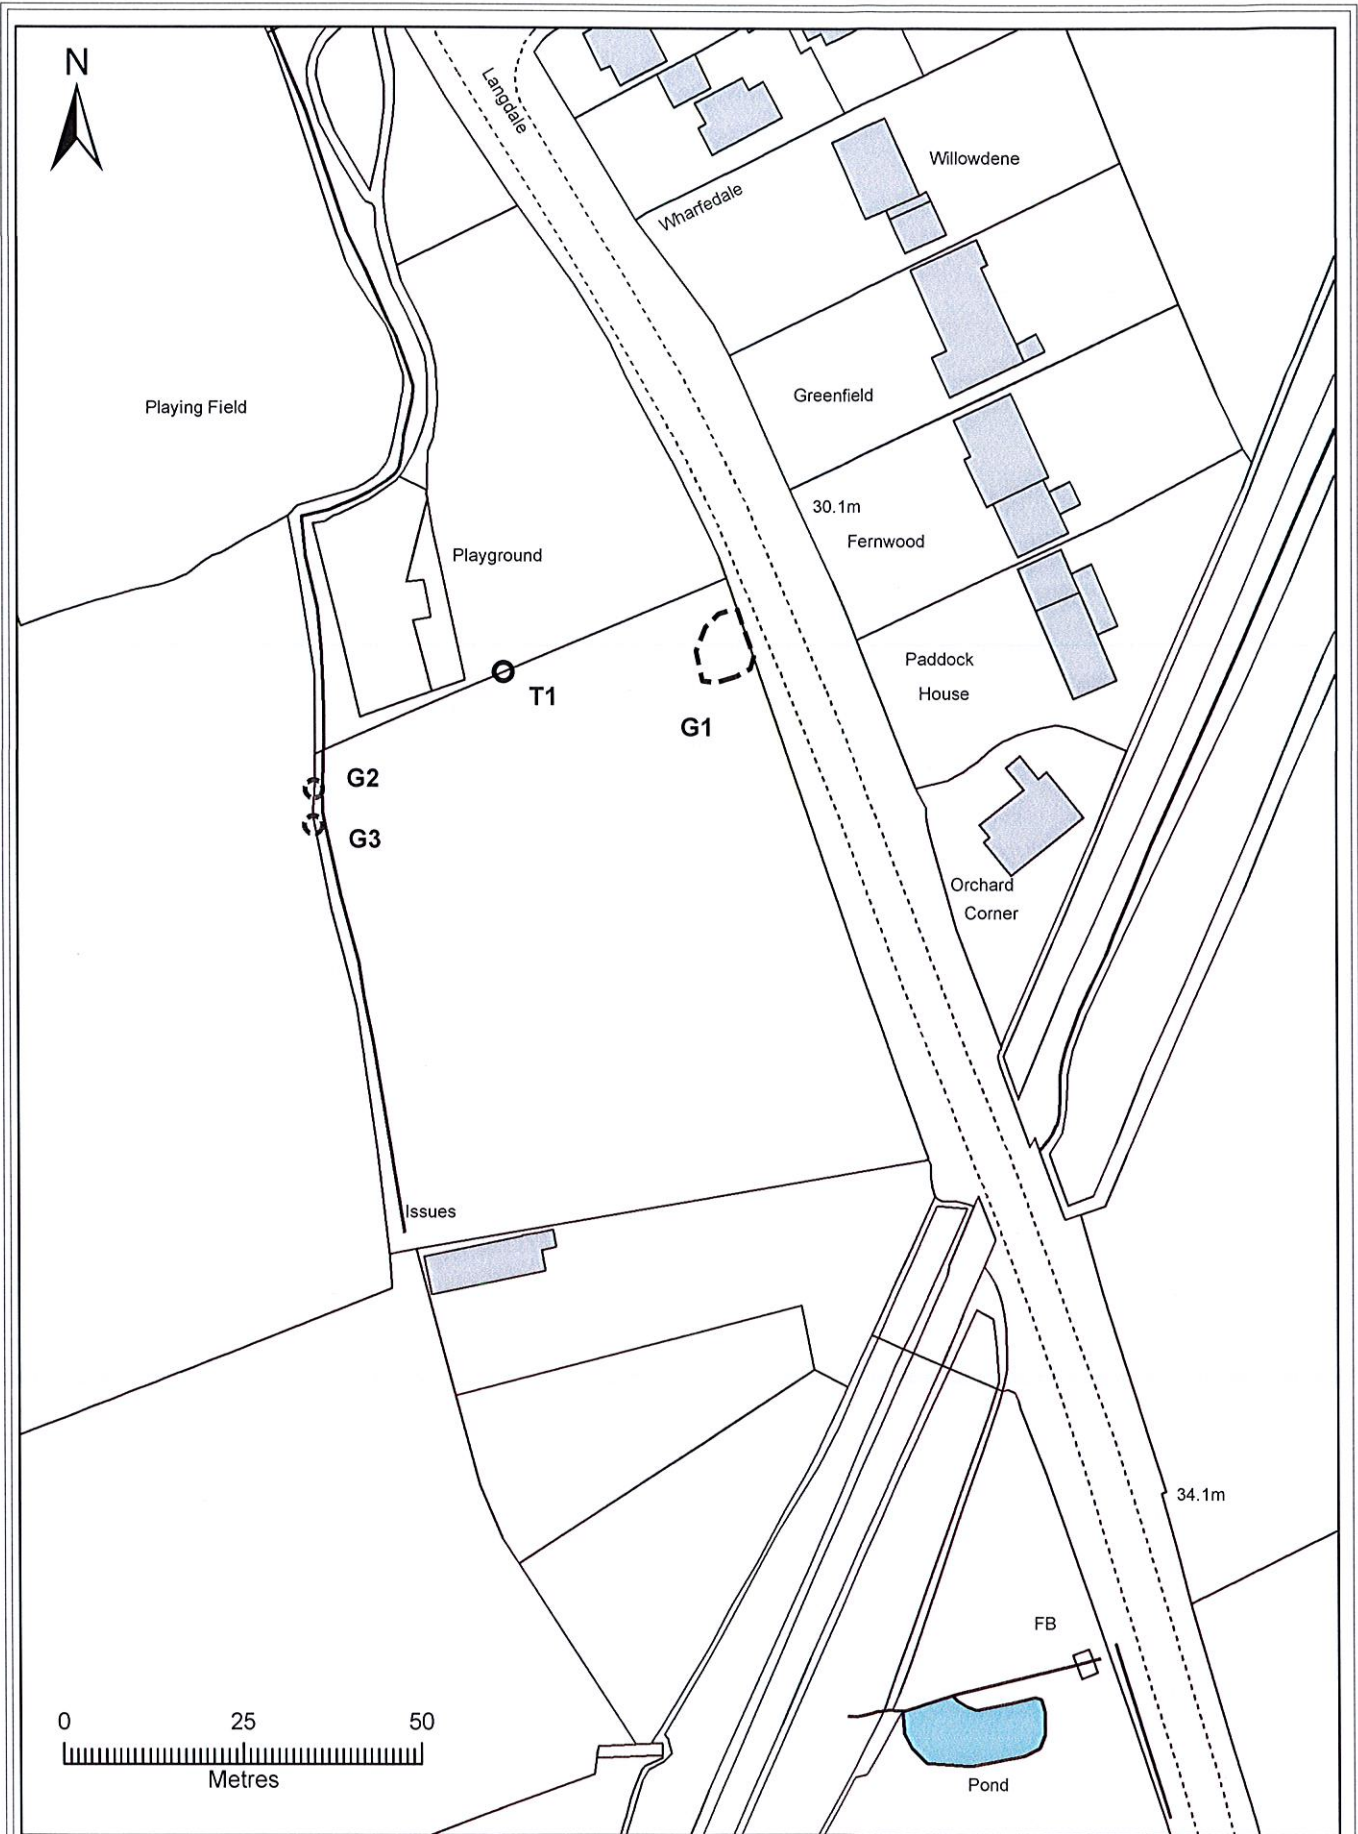 N
Langdale
Willowdene
Wharfedale
Playing Field
Greenfield
30.1m
Fernwood
Playground
Paddock
House
T1
G1
G2
G3
Orchard
Corner
Issues
34.1m
FB
0 25 50
Metres
Pond